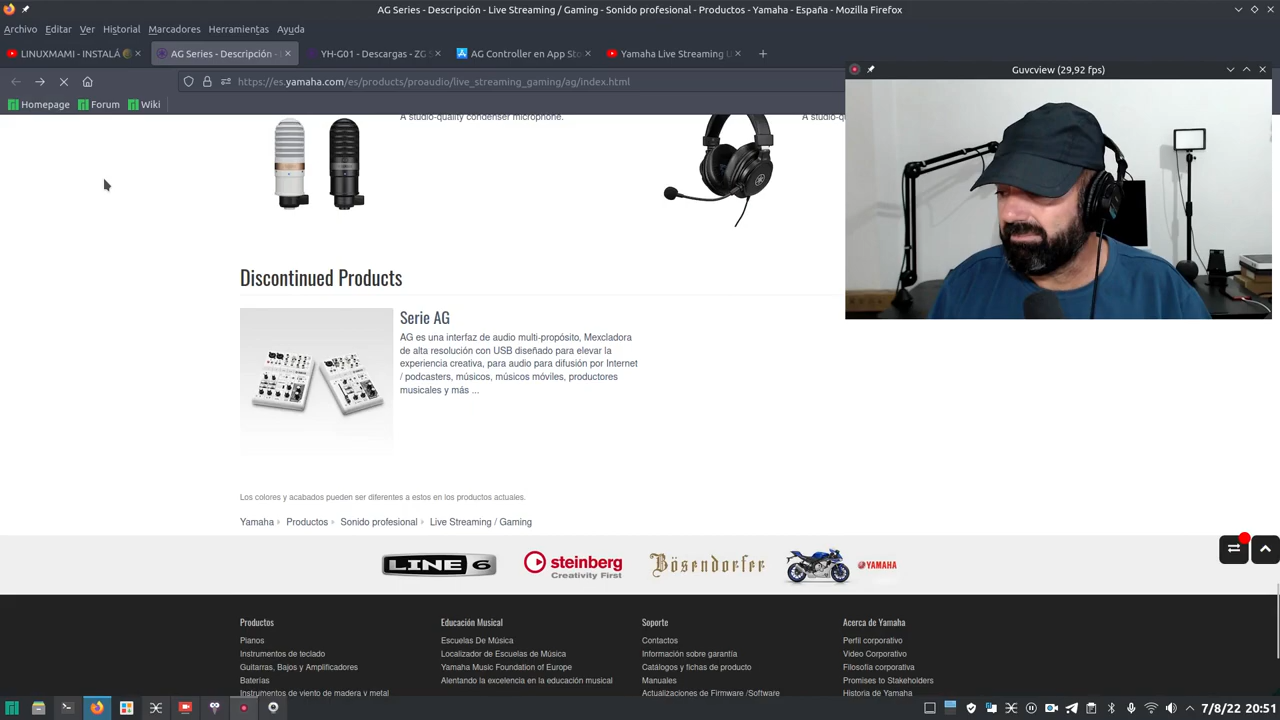 AG Series - Descripción - Live Streaming / Gaming - Sonido profesional - Productos - Yamaha - España - Mozilla Firefox
Archivo Editar Ver Historial Marcadores Herramientas Ayuda
LINUXMAMI - INSTALA
AG Series - Descripción -
YH-G01 - Descargas - ZG S
AG Controller en App Sto
Yamaha Live Streaming U
https://es.yamaha.com/es/products/proaudio/live_streaming_gaming/ag/index.html
Guvcview (29,92 fps)
Homepage Forum Wiki
A studio-quality condenser microphone.
A studio-qu
Discontinued Products
Serie AG
AG es una interfaz de audio multi-propósito, Mexcladora
de alta resolución con USB diseñado para elevar la
experiencia creativa, para audio para difusión por Internet
/ podcasters, músicos, músicos móviles, productores
musicales y más ...
Los colores y acabados pueden ser diferentes a estos en los productos actuales.
Yamaha Productos Sonido profesional Live Streaming / Gaming
LINE 6
steinberg
Creativity First
Bösendorfer
YAMAHA
Productos Educación Musical Soporte Acerca de Yamaha
Pianos Escuelas De Música Contactos Perfil corporativo
Instrumentos de teclado Localizador de Escuelas de Música Información sobre garantía Video Corporativo
Guitarras, Bajos y Amplificadores Yamaha Music Foundation of Europe Catálogos y fichas de producto Filosofía corporativa
Baterías Alentando la excelencia en la educación musical Manuales Promises to Stakeholders
Instrumentos de viento de madera y metal Actualizaciones de Firmware /Software Historia de Yamaha
7/8/22 20:51